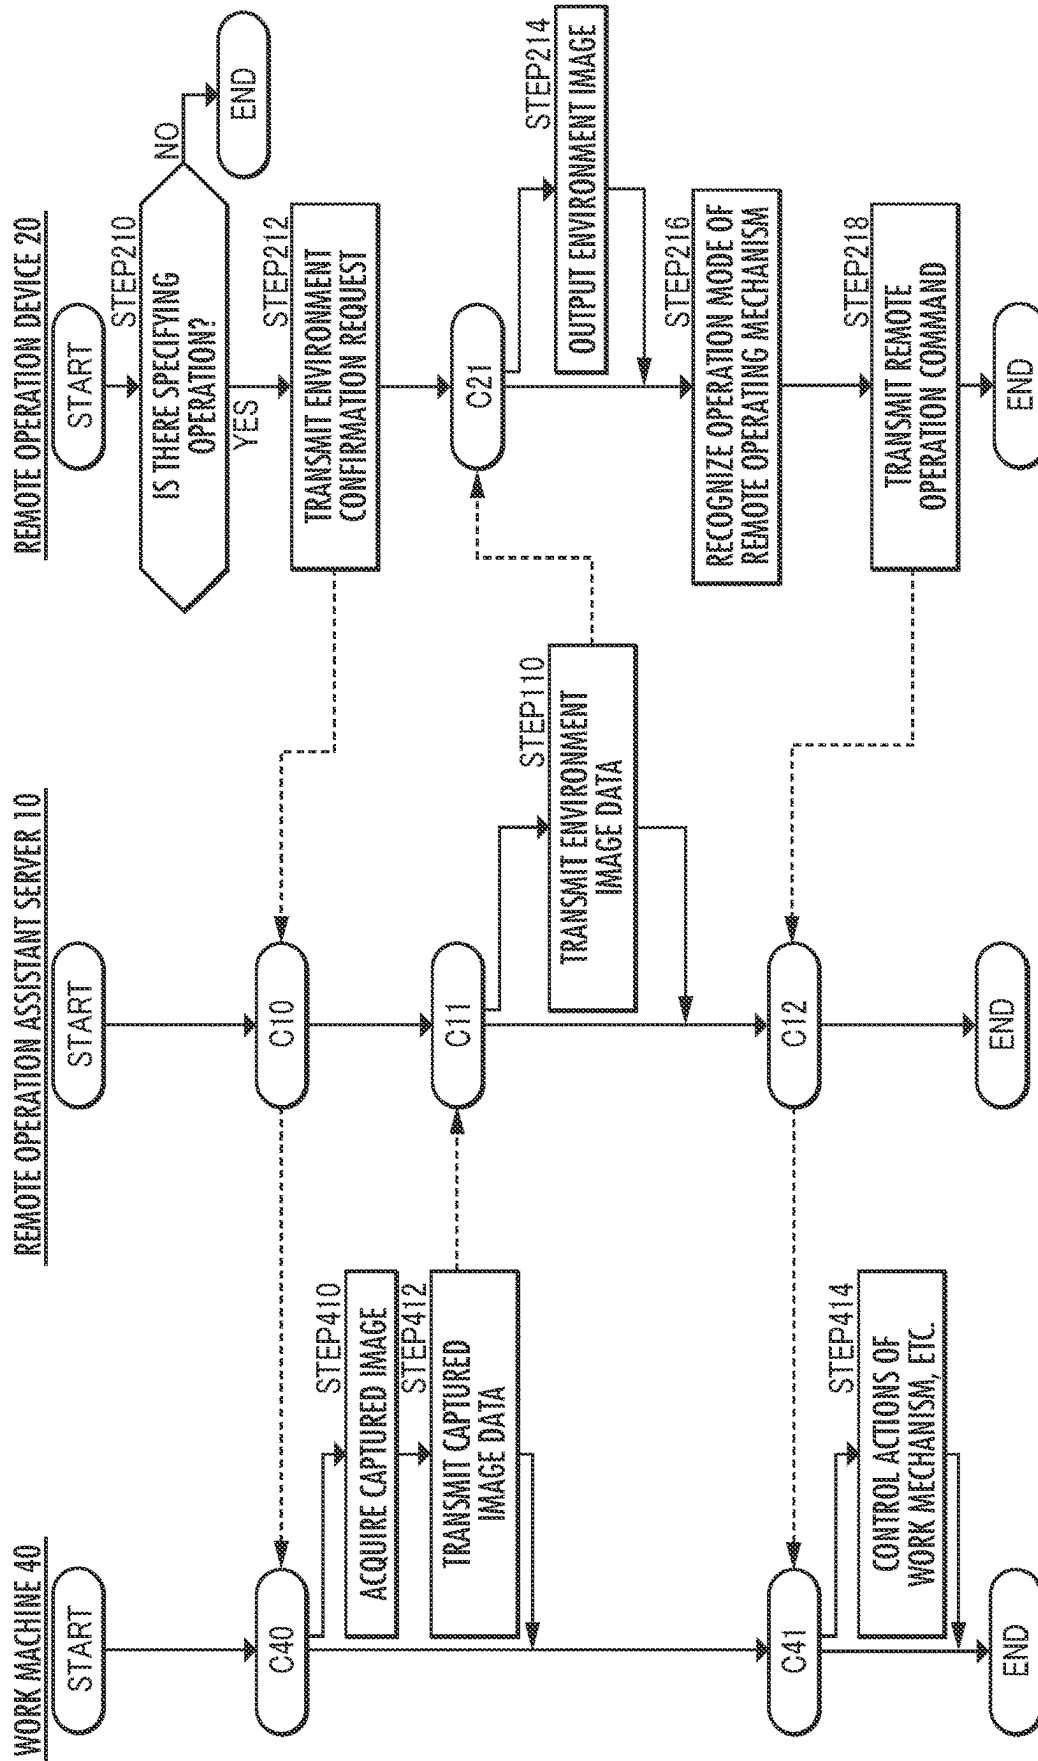 REMOTE OPERATION DEVICE 20
START
STEP210
IS THERE SPECIFYING
OPERATION?
NO
END
YES
STEP212
TRANSMIT ENVIRONMENT
CONFIRMATION REQUEST
C21
STEP214
OUTPUT ENVIRONMENT IMAGE
STEP216
RECOGNIZE OPERATION MODE OF
REMOTE OPERATING MECHANISM
STEP218
TRANSMIT REMOTE
OPERATION COMMAND
END
REMOTE OPERATION ASSISTANT SERVER 10
START
C10
C11
STEP110
TRANSMIT ENVIRONMENT
IMAGE DATA
C12
END
WORK MACHINE 40
START
C40
STEP410
ACQUIRE CAPTURED IMAGE
STEP412
TRANSMIT CAPTURED
IMAGE DATA
C41
STEP414
CONTROL ACTIONS OF
WORK MECHANISM, ETC.
END